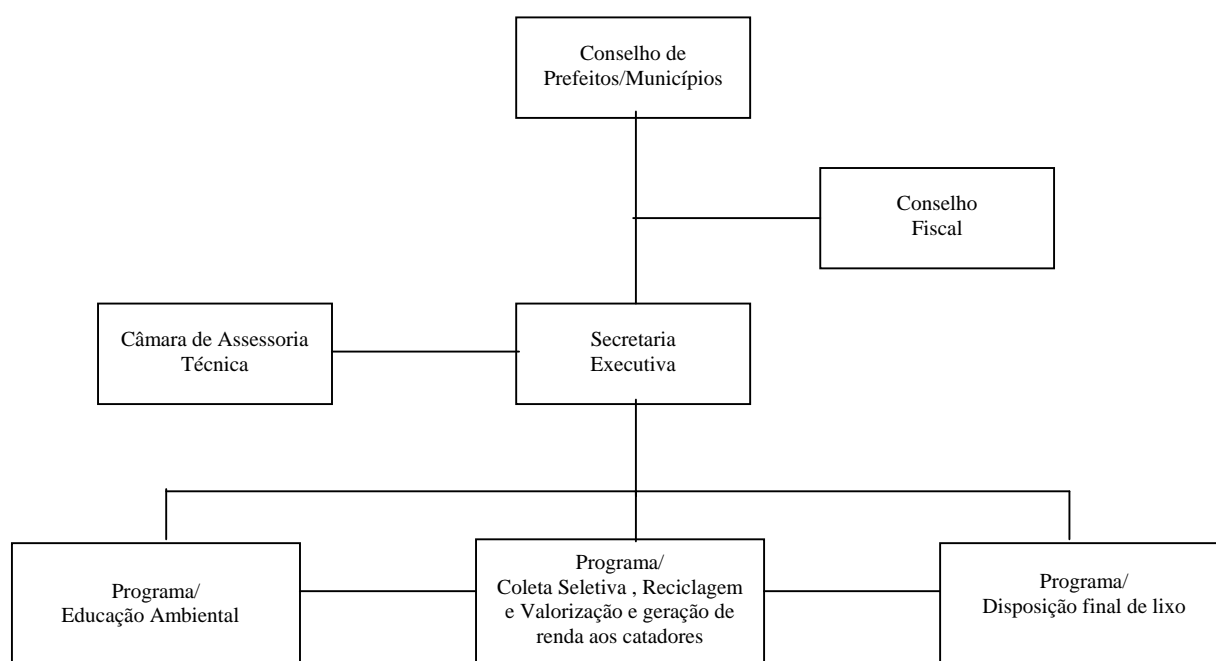 Conselho de
Prefeitos/Municípios
Conselho
Fiscal
Câmara de Assessoria
Técnica
Secretaria
Executiva
Programa/
Educação Ambiental
Programa/
Coleta Seletiva , Reciclagem
e Valorização e geração de
renda aos catadores
Programa/
Disposição final de lixo